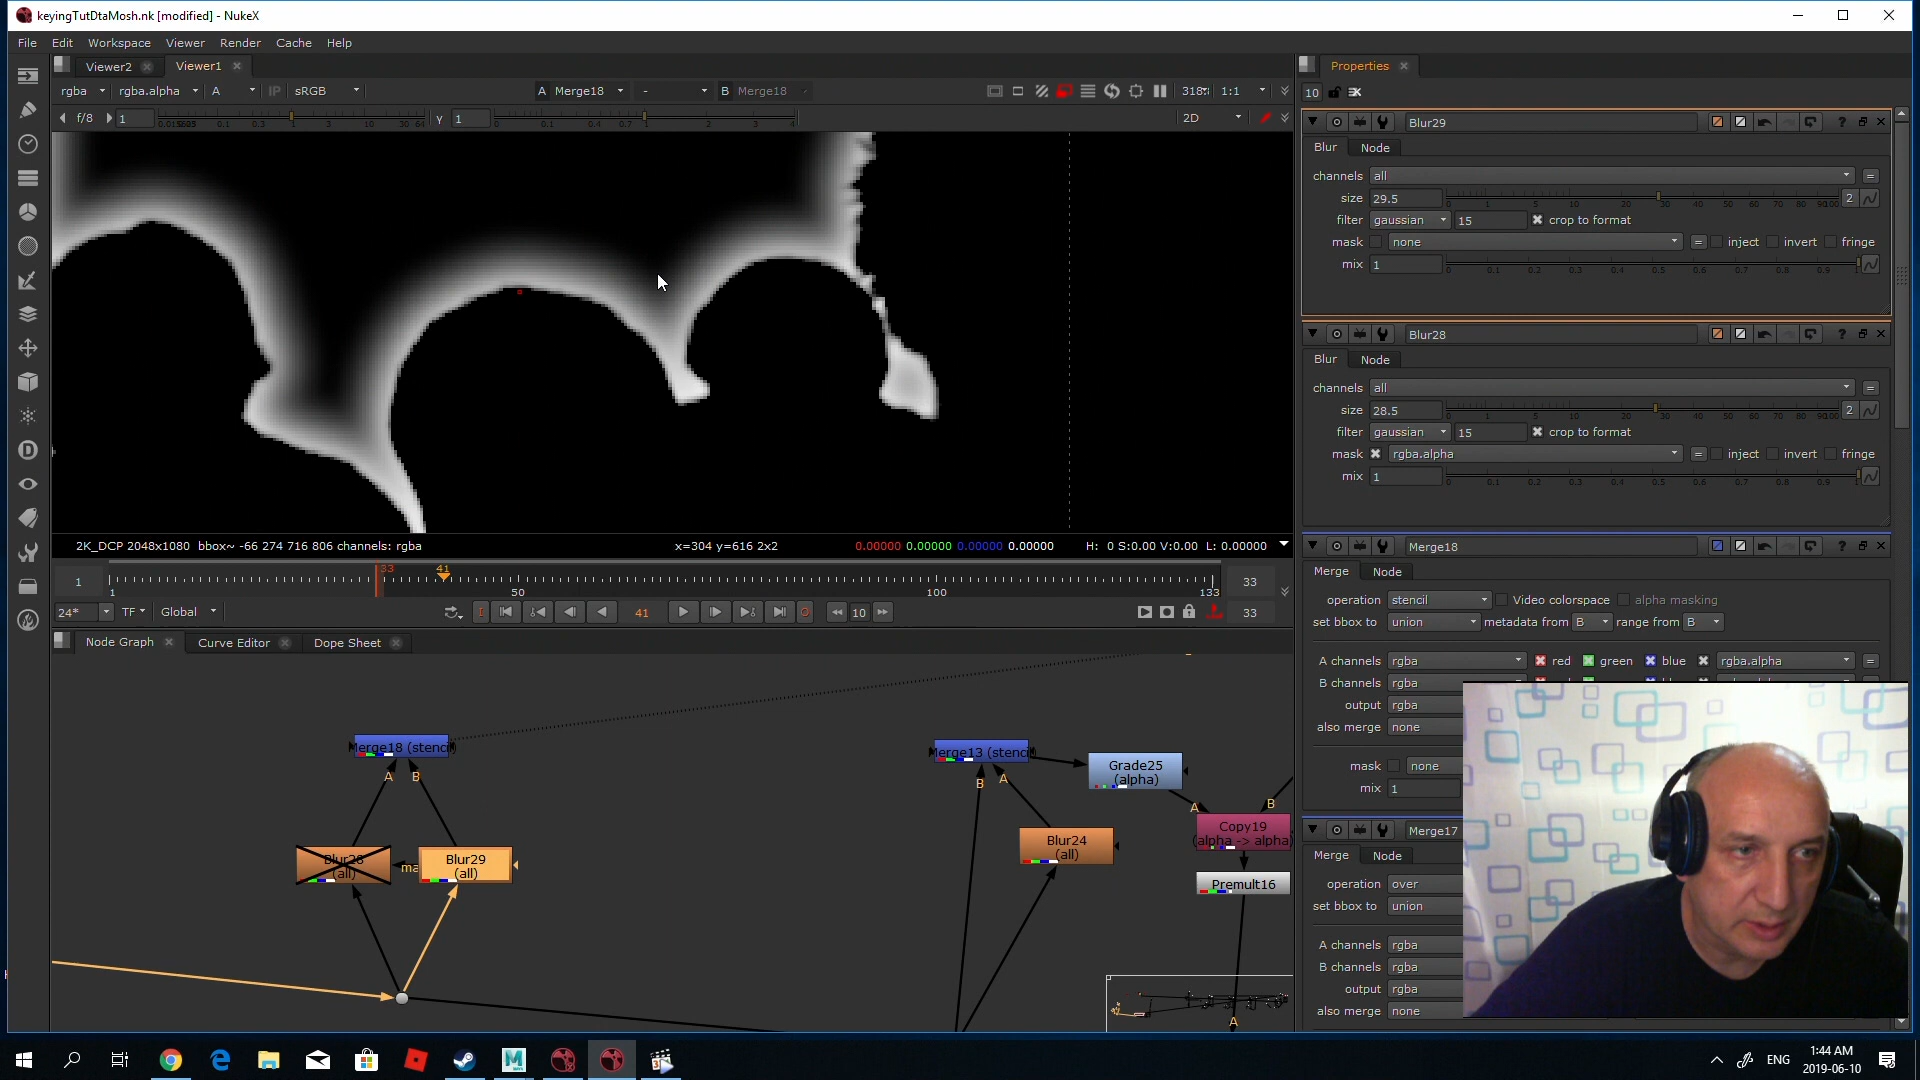 keyingTutDtaMosh.nk [modified] - NukeX
File Edit Workspace Viewer Render Cache Help
Viewer2 Viewer1
rgba rgba.alpha A IP sRGB A Merge18 - B Merge18 1:1
f/8 1 y 1 2D
2K_DCP 2048x1080 bbox~ -66 274 716 806 channels: rgba x=304 y=616 2x2 0.00000 0.00000 0.00000 0.00000 H: 0 S:0.00 V:0.00 L: 0.00000
1 33 41 1 50 100 133 33
24* TF Global 41 10 33
Node Graph Curve Editor Dope Sheet
Merge18 (stencil)
A B
Blur28
(all)
ma
Blur29
(all)
Merge13 (stencil)
B A
Grade25
(alpha)
Blur24
(all)
A B
Copy19
(alpha -> alpha)
Premult16
A
Properties
10
Blur29
Blur Node
channels all
size 29.5 2
filter gaussian 15 crop to format
mask none inject invert fringe
mix 1
Blur28
Blur Node
channels all
size 28.5 2
filter gaussian 15 crop to format
mask rgba.alpha inject invert fringe
mix 1
Merge18
Merge Node
operation stencil Video colorspace alpha masking
set bbox to union metadata from B range from B
A channels rgba red green blue rgba.alpha
B channels rgba
output rgba
also merge none
mask none
mix 1
Merge17
Merge Node
operation over
set bbox to union
A channels rgba
B channels rgba
output rgba
also merge none
ENG
1:44 AM
2019-06-10